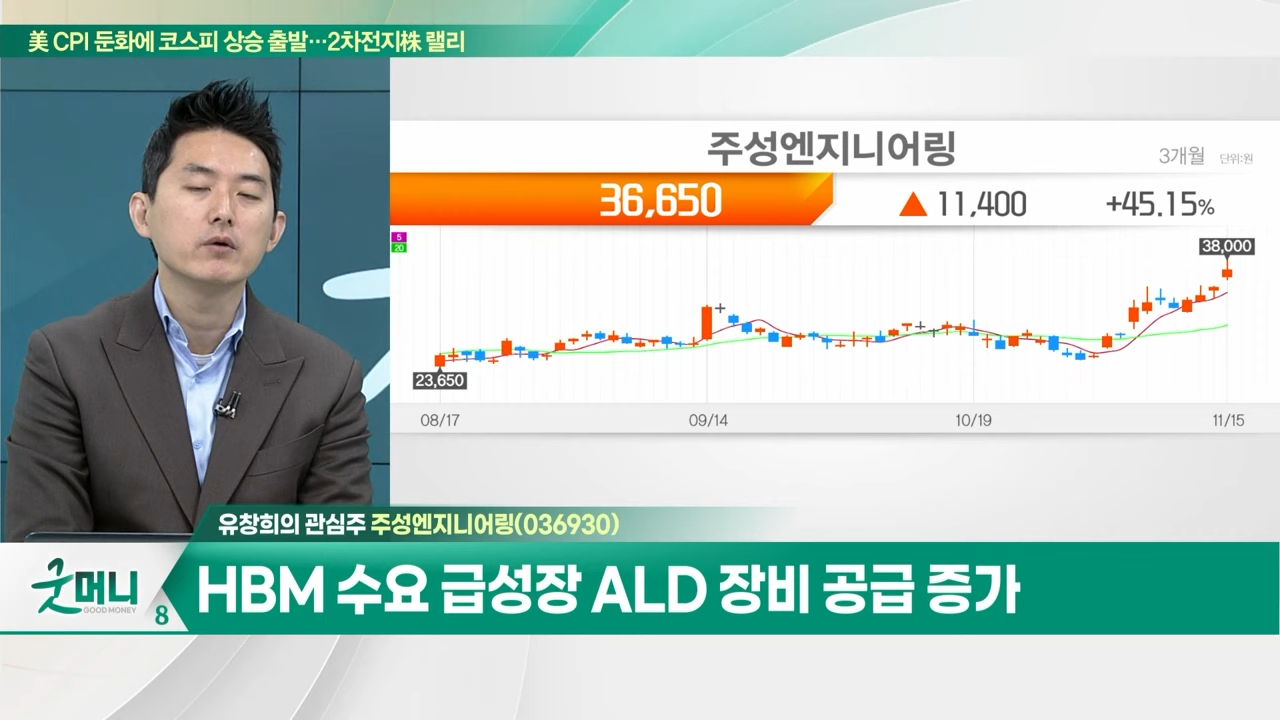 美 CPI 둔화에 코스피 상승 출발…2차전지株 랠리
주성엔지니어링
3개월 단위:원
36,650 ▲ 11,400 +45.15%
5
20
38,000
23,650
08/17 09/14 10/19 11/15
유창희의 관심주 주성엔지니어링(036930)
굿머니
GOOD MONEY
8
HBM 수요 급성장 ALD 장비 공급 증가